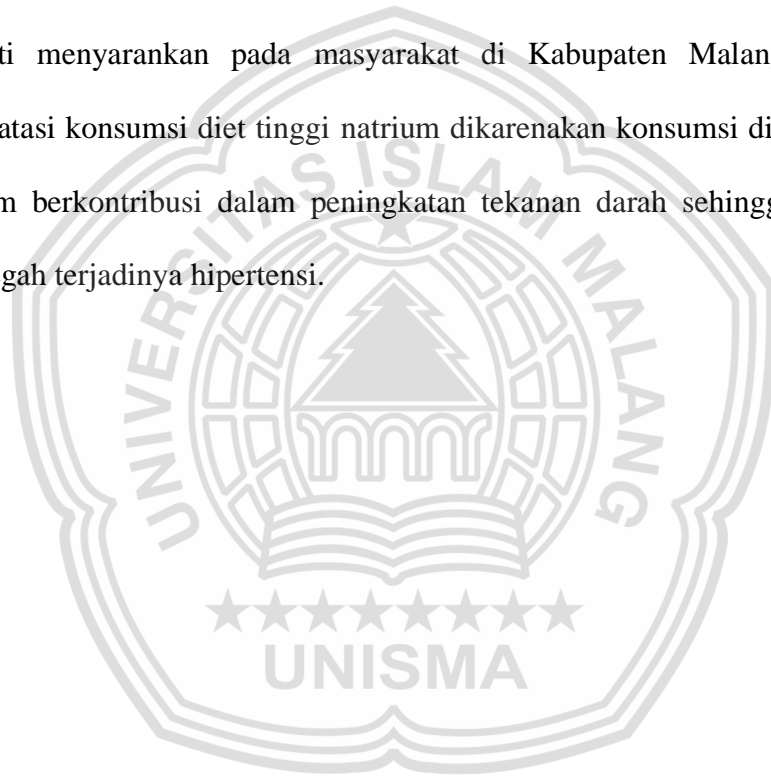 ti menyarankan pada masyarakat di Kabupaten Malan
atasi konsumsi diet tinggi natrium dikarenakan konsumsi di
m berkontribusi dalam peningkatan tekanan darah sehingg
gah terjadinya hipertensi.
UNIVERSITAS ISLAM MALANG
UNISMA